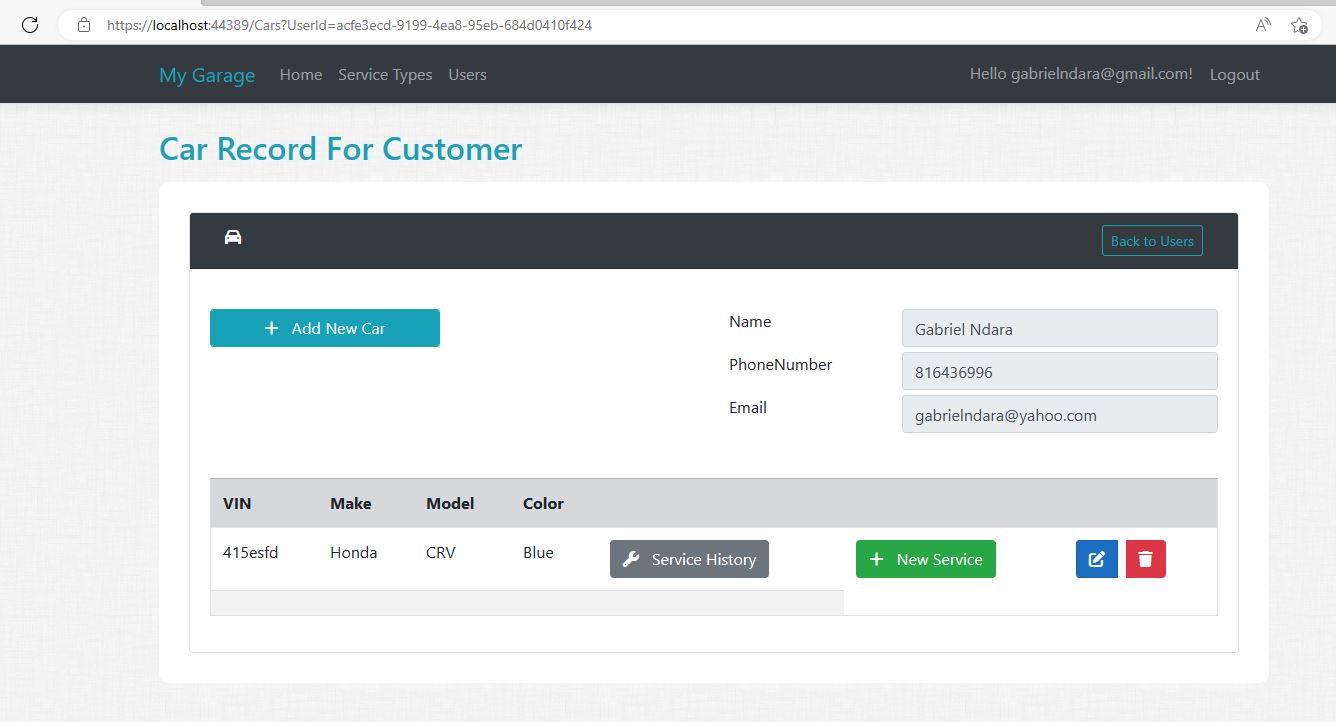 https://localhost:44389/Cars?UserId=acfe3ecd-9199-4ea8-95eb-684d0410f424
My Garage Home Service Types Users Hello gabrielndara@gmail.com! Logout
Car Record For Customer
Back to Users
Add New Car
Name Gabriel Ndara
PhoneNumber 816436996
Email gabrielndara@yahoo.com
VIN Make Model Color
415esfd Honda CRV Blue Service History New Service